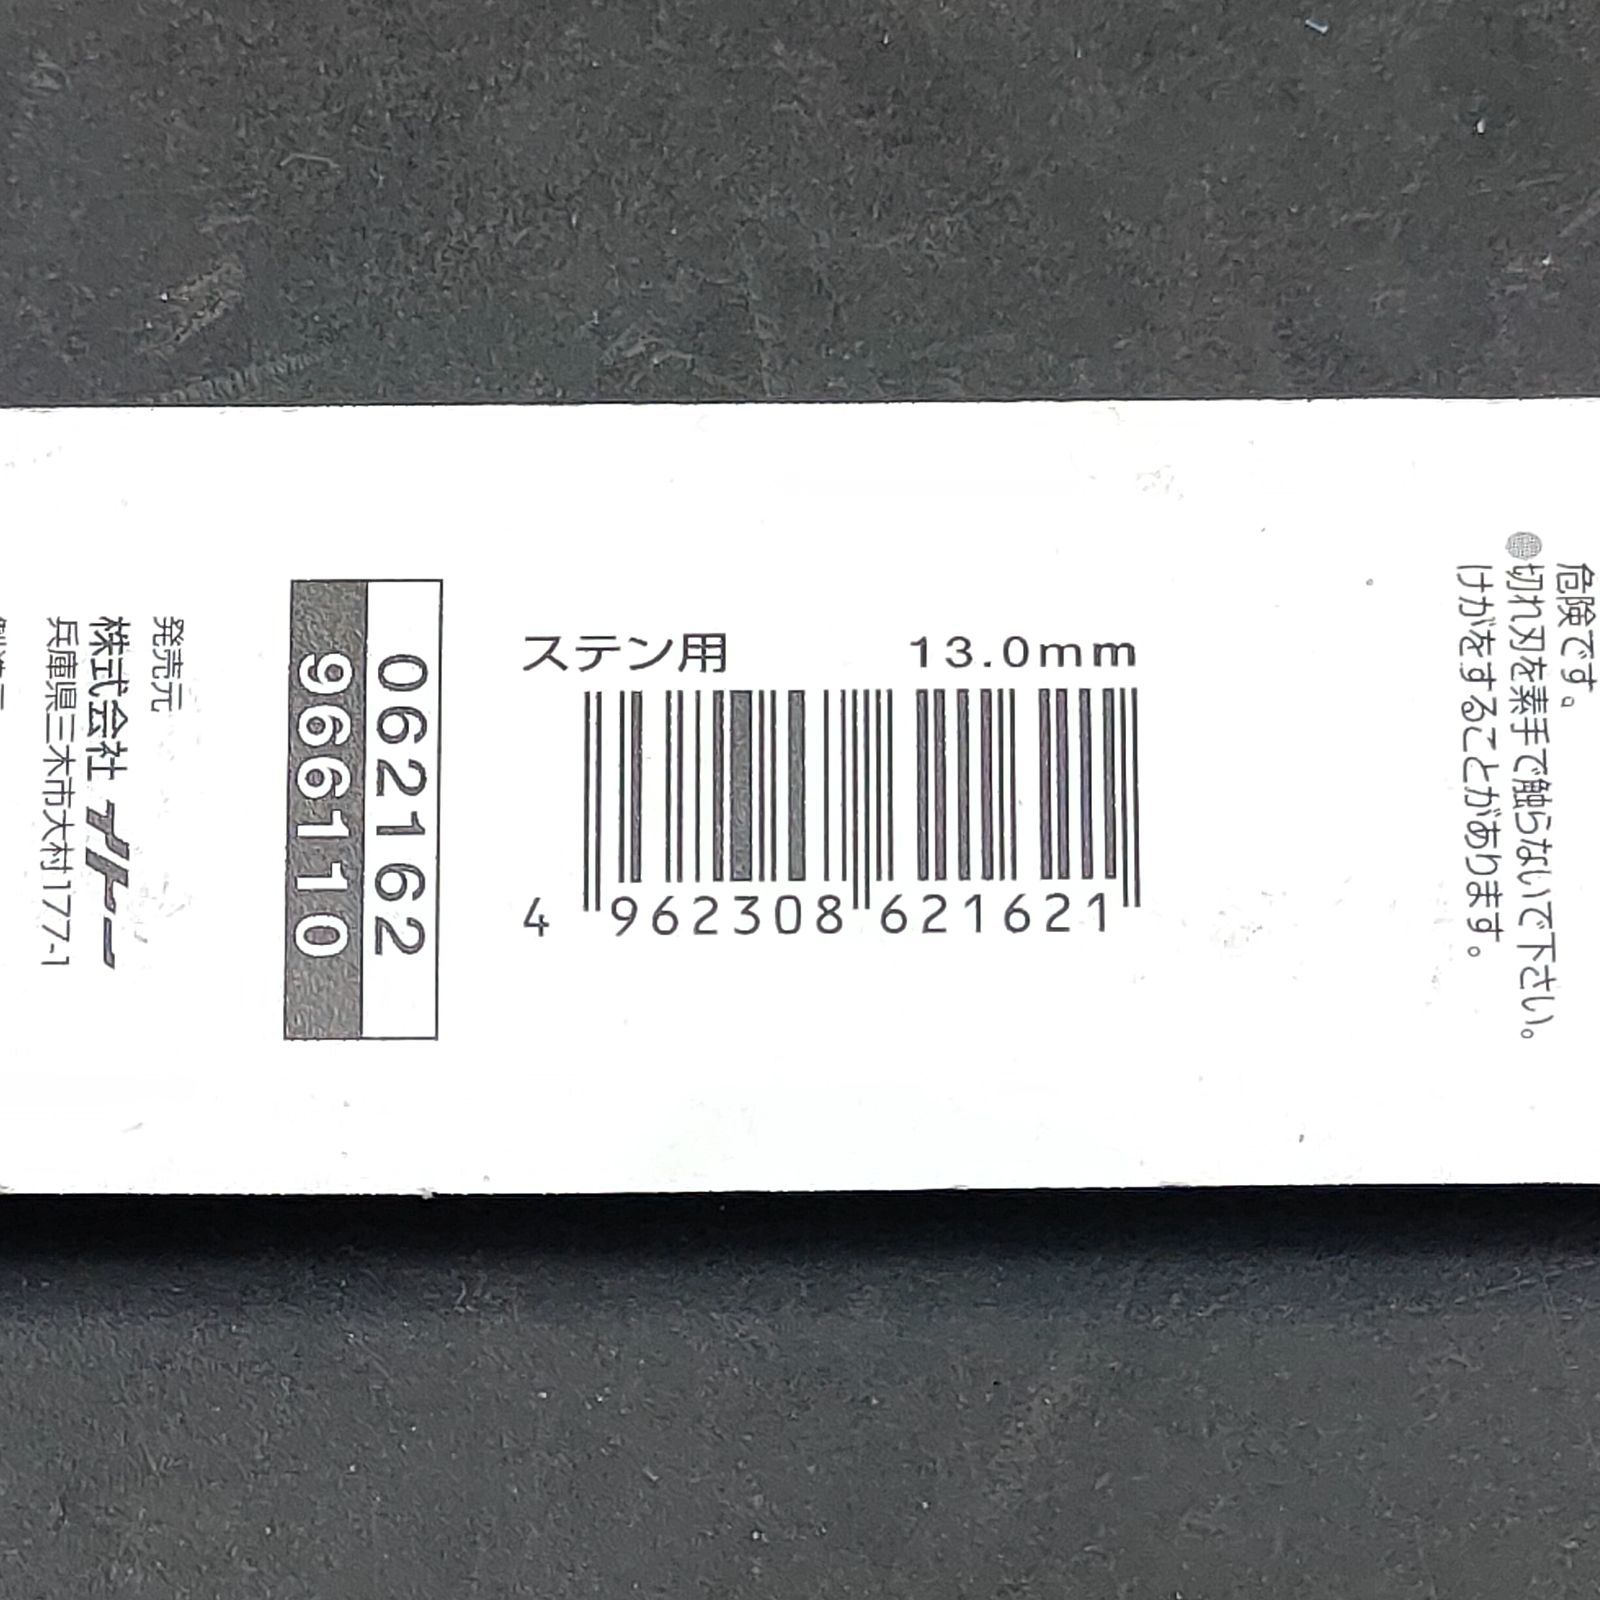 ステン用 13.0mm
4 962308 621621
062162
966110
発売元
株式会社 ナイトー
兵庫県三木市大村177-1
危険です。
●切れ刃を素手で触らないで下さい。
けがをすることがあります。